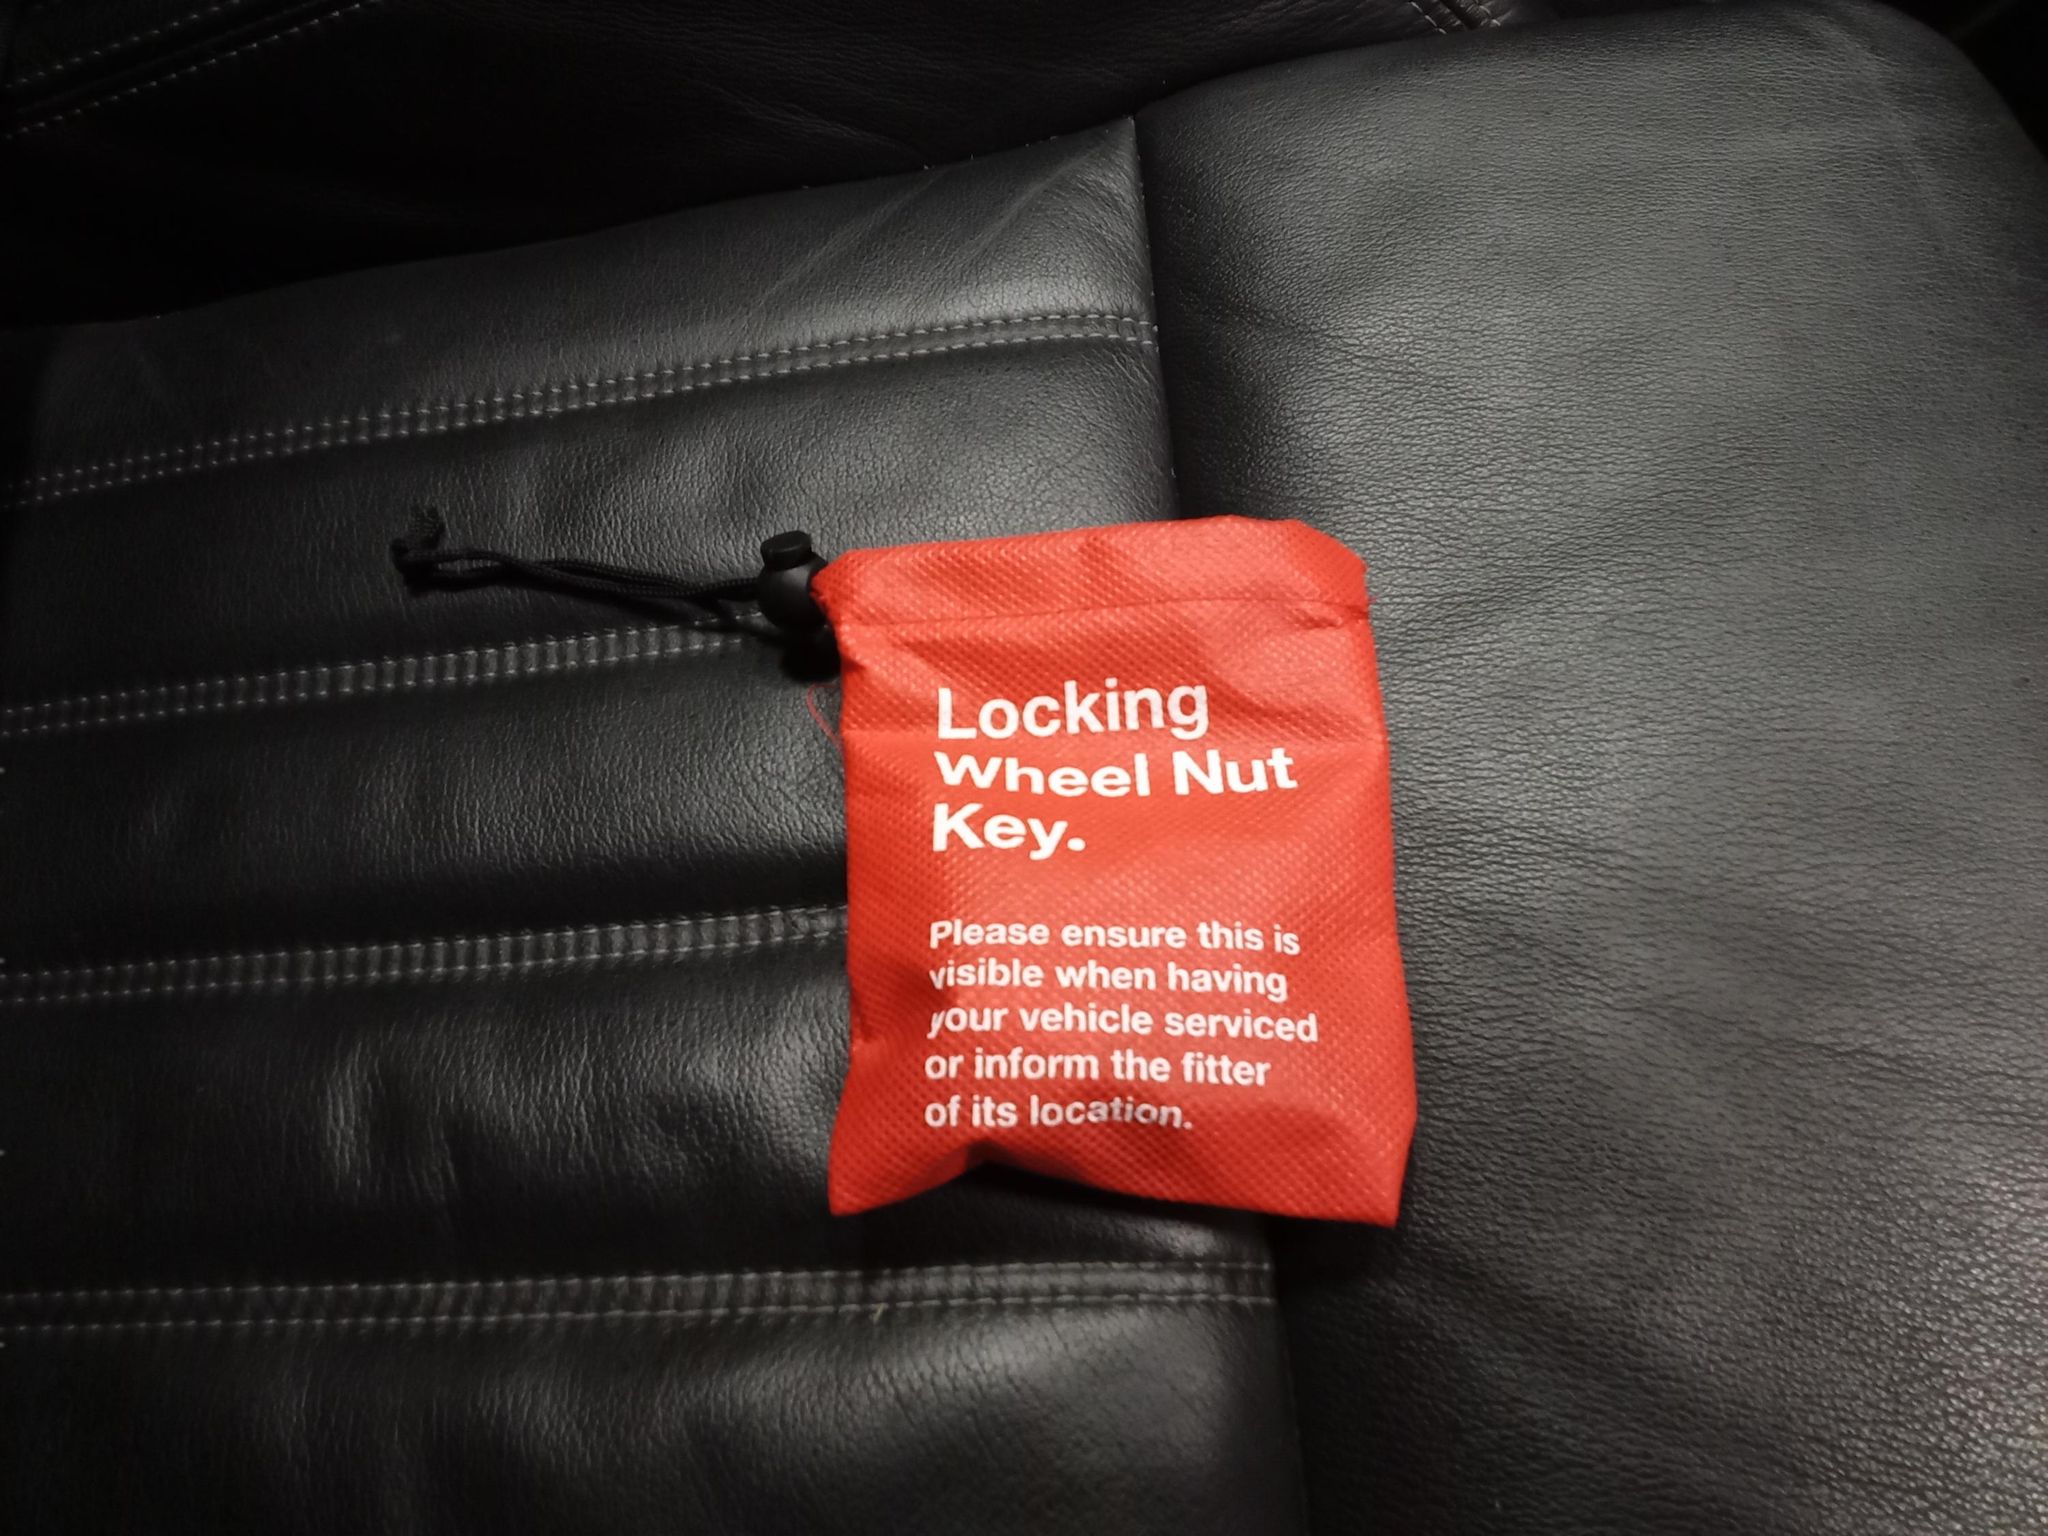 Locking
Wheel Nut
Key.
Please ensure this is
visible when having
your vehicle serviced
or inform the fitter
of its location.